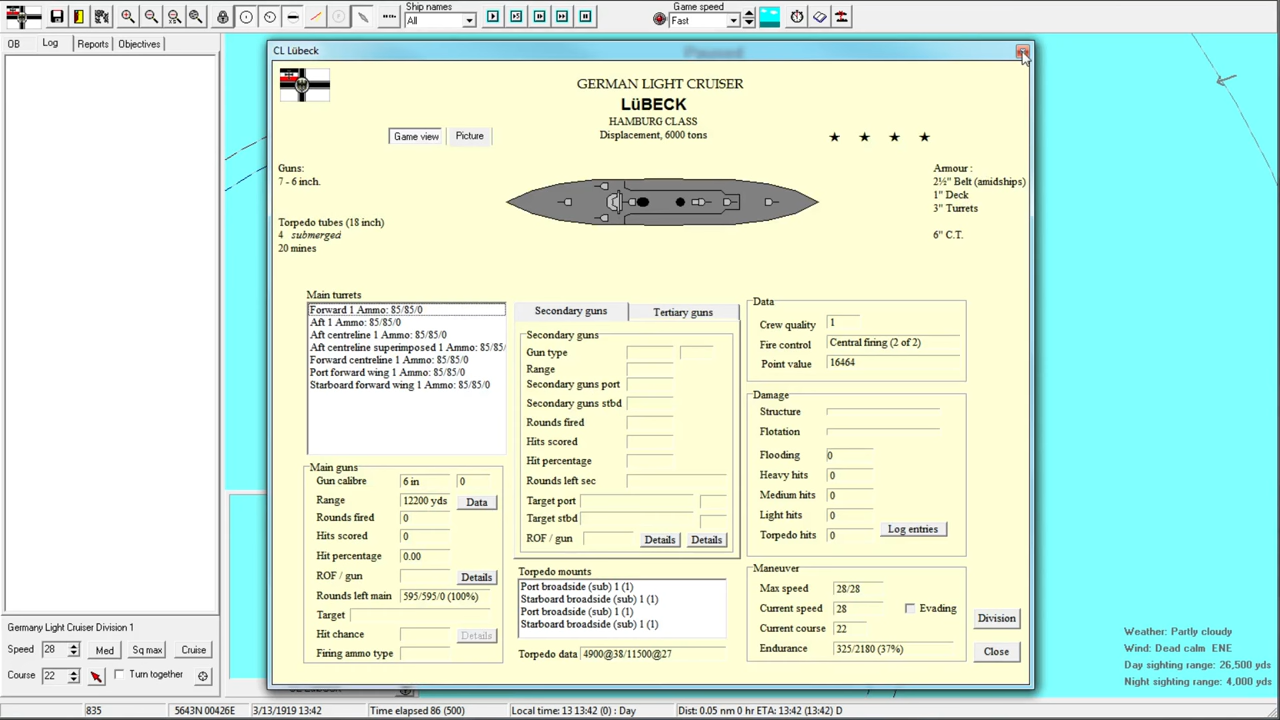 Ship names
All
Game speed
Fast
OB
Log
Reports
Objectives
CL Lübeck
Paused
GERMAN LIGHT CRUISER
LüBECK
HAMBURG CLASS
Displacement, 6000 tons
Game view
Picture
★ ★ ★ ★
Guns:
7 - 6 inch.
Torpedo tubes (18 inch)
4 submerged
20 mines
Armour :
2½" Belt (amidships)
1" Deck
3" Turrets
6" C.T.
Main turrets
Forward 1 Ammo: 85/85/0
Aft 1 Ammo: 85/85/0
Aft centreline 1 Ammo: 85/85/0
Aft centreline superimposed 1 Ammo: 85/85/
Forward centreline 1 Ammo: 85/85/0
Port forward wing 1 Ammo: 85/85/0
Starboard forward wing 1 Ammo: 85/85/0
Main guns
Gun calibre 6 in 0
Range 12200 yds Data
Rounds fired 0
Hits scored 0
Hit percentage 0.00
ROF / gun Details
Rounds left main 595/595/0 (100%)
Target
Hit chance Details
Firing ammo type
Secondary guns
Tertiary guns
Secondary guns
Gun type
Range
Secondary guns port
Secondary guns stbd
Rounds fired
Hits scored
Hit percentage
Rounds left sec
Target port
Target stbd
ROF / gun Details Details
Torpedo mounts
Port broadside (sub) 1 (1)
Starboard broadside (sub) 1 (1)
Port broadside (sub) 1 (1)
Starboard broadside (sub) 1 (1)
Torpedo data 4900@38/11500@27
Data
Crew quality 1
Fire control Central firing (2 of 2)
Point value 16464
Damage
Structure
Flotation
Flooding 0
Heavy hits 0
Medium hits 0
Light hits 0
Torpedo hits 0
Log entries
Maneuver
Max speed 28/28
Current speed 28
Evading
Current course 22
Endurance 325/2180 (37%)
Division
Close
Germany Light Cruiser Division 1
Speed 28 Med Sq max Cruise
Course 22 Turn together
Weather: Partly cloudy
Wind: Dead calm ENE
Day sighting range: 26,500 yds
Night sighting range: 4,000 yds
835
5643N 00426E
3/13/1919 13:42
Time elapsed 86 (500)
Local time: 13 13:42 (0) : Day
Dist: 0.05 nm 0 hr ETA: 13:42 (13:42) D